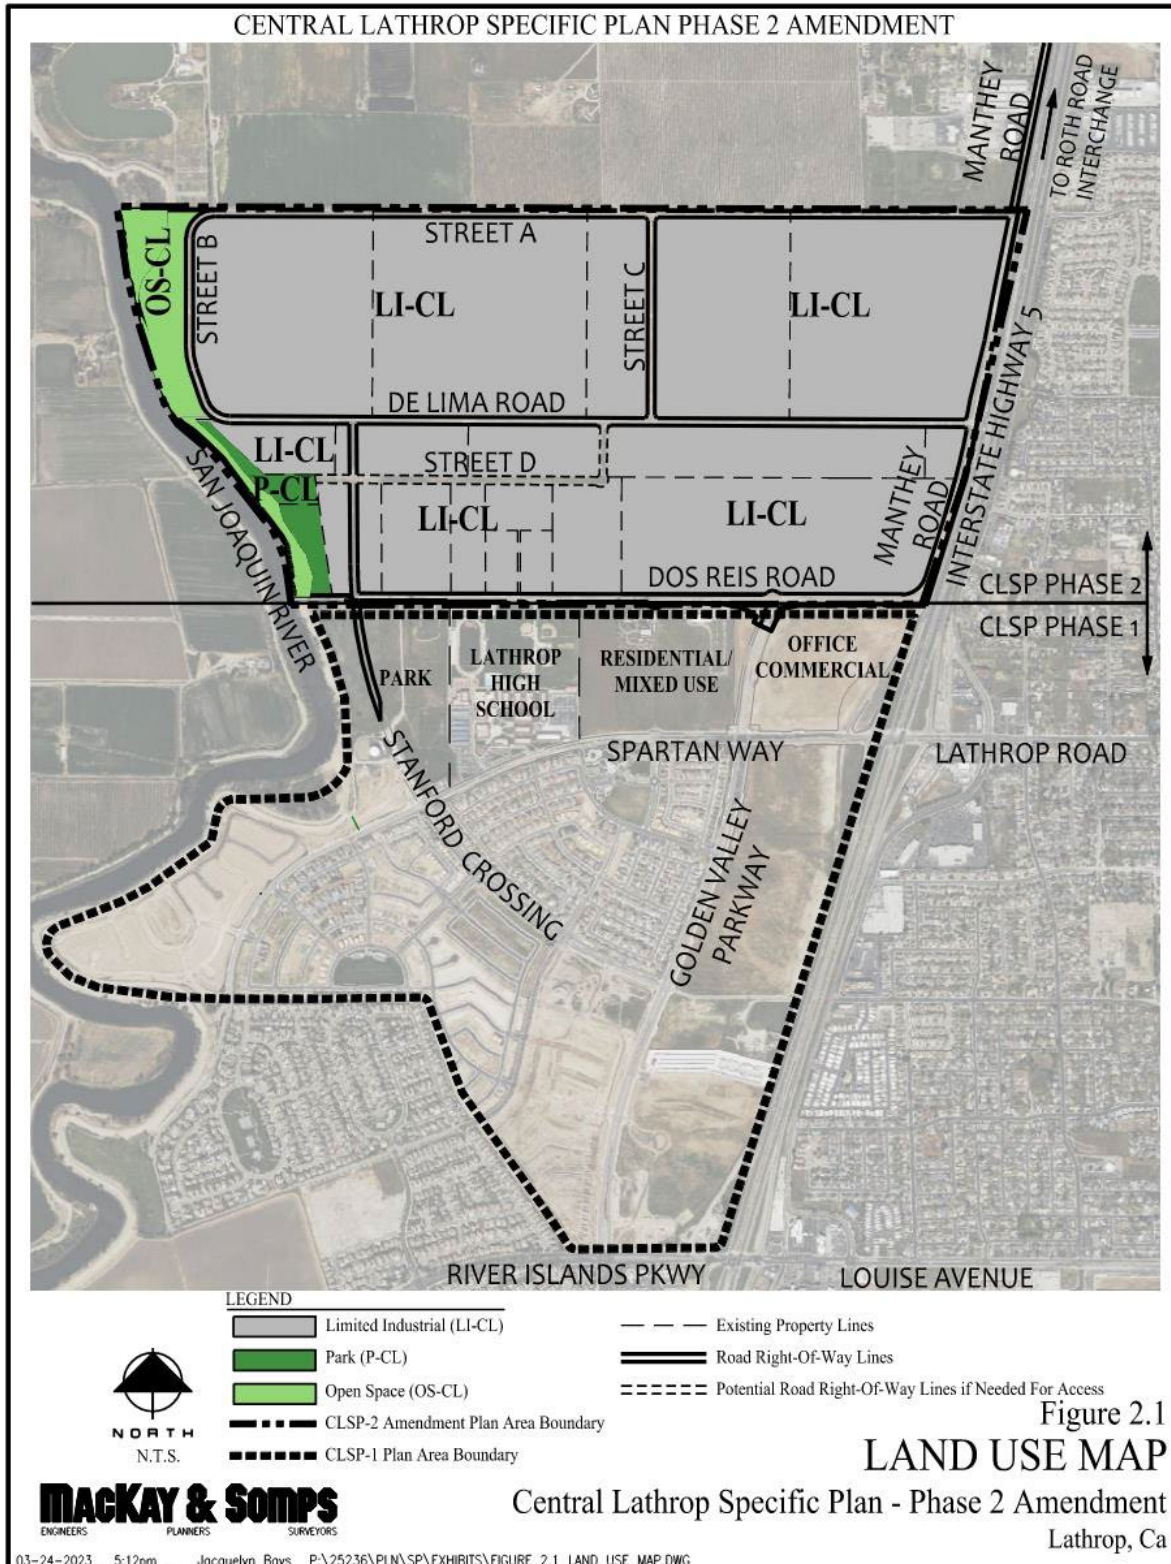 CENTRAL LATHROP SPECIFIC PLAN PHASE 2 AMENDMENT
MANTHEY
ROAD
TO ROTH ROAD
INTERCHANGE
OS-CL
STREET B
STREET A
STREET C
LI-CL
LI-CL
INTERSTATE HIGHWAY 5
DE LIMA ROAD
LI-CL
STREET D
P-CL
LI-CL
LI-CL
MANTHEY
ROAD
SAN JOAQUIN RIVER
DOS REIS ROAD
CLSP PHASE 2
CLSP PHASE 1
PARK
LATHROP
HIGH
SCHOOL
RESIDENTIAL/
MIXED USE
OFFICE
COMMERCIAL
SPARTAN WAY
LATHROP ROAD
STANFORD CROSSING
GOLDEN VALLEY
PARKWAY
RIVER ISLANDS PKWY
LOUISE AVENUE
LEGEND
Limited Industrial (LI-CL)
Park (P-CL)
Open Space (OS-CL)
CLSP-2 Amendment Plan Area Boundary
CLSP-1 Plan Area Boundary
Existing Property Lines
Road Right-Of-Way Lines
Potential Road Right-Of-Way Lines if Needed For Access
NORTH
N.T.S.
Figure 2.1
LAND USE MAP
Central Lathrop Specific Plan - Phase 2 Amendment
Lathrop, Ca
MACKAY & SOMPS
ENGINEERS PLANNERS SURVEYORS
03-24-2023 5:12pm Jacquelyn Bays P:\25236\PLN\SP\EXHIBITS\FIGURE 2.1 LAND USE MAP.DWG